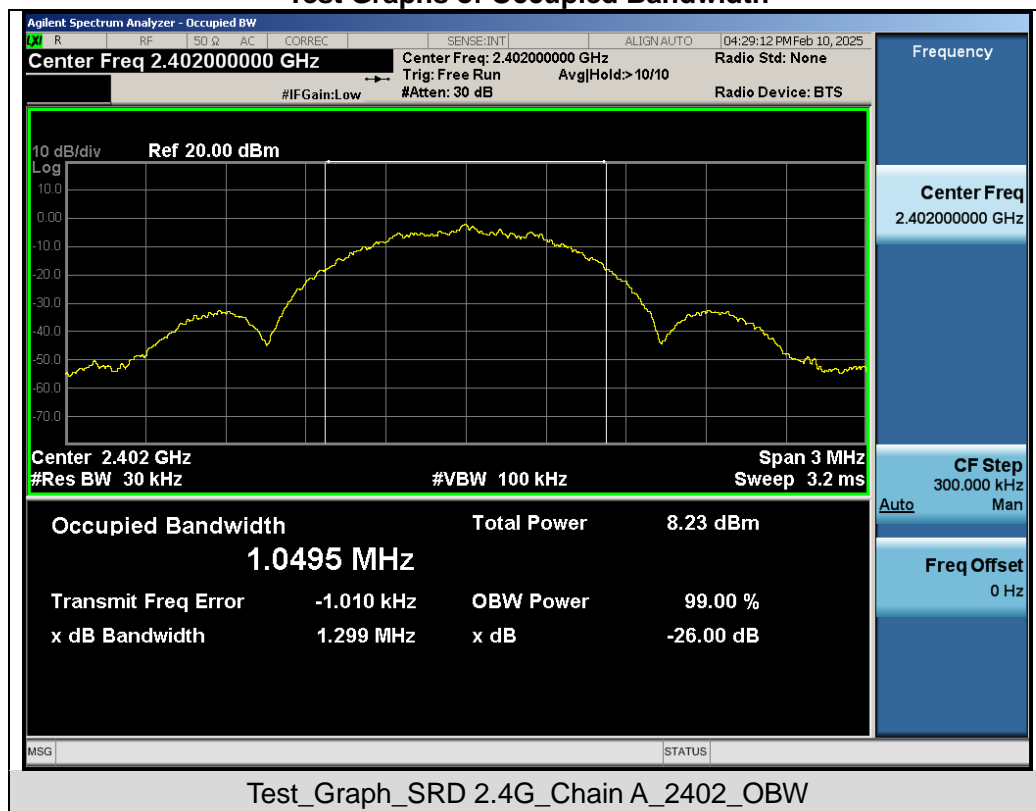 Test Graphs of Occupied Bandwidth
Agilent Spectrum Analyzer - Occupied BW
LXI R RF 50 Ω AC CORREC SENSE:INT ALIGN AUTO 04:29:12 PM Feb 10, 2025
Center Freq 2.402000000 GHz
Center Freq: 2.402000000 GHz
Radio Std: None
Trig: Free Run Avg|Hold:>10/10
#IFGain:Low #Atten: 30 dB Radio Device: BTS
Frequency
10 dB/div Ref 20.00 dBm
Log
10.0
0.00
-10.0
-20.0
-30.0
-40.0
-50.0
-60.0
-70.0
Center 2.402 GHz Span 3 MHz
#Res BW 30 kHz #VBW 100 kHz Sweep 3.2 ms
Center Freq
2.402000000 GHz
CF Step
300.000 kHz
Auto Man
Freq Offset
0 Hz
Occupied Bandwidth Total Power 8.23 dBm
1.0495 MHz
Transmit Freq Error -1.010 kHz OBW Power 99.00 %
x dB Bandwidth 1.299 MHz x dB -26.00 dB
MSG STATUS
Test_Graph_SRD 2.4G_Chain A_2402_OBW